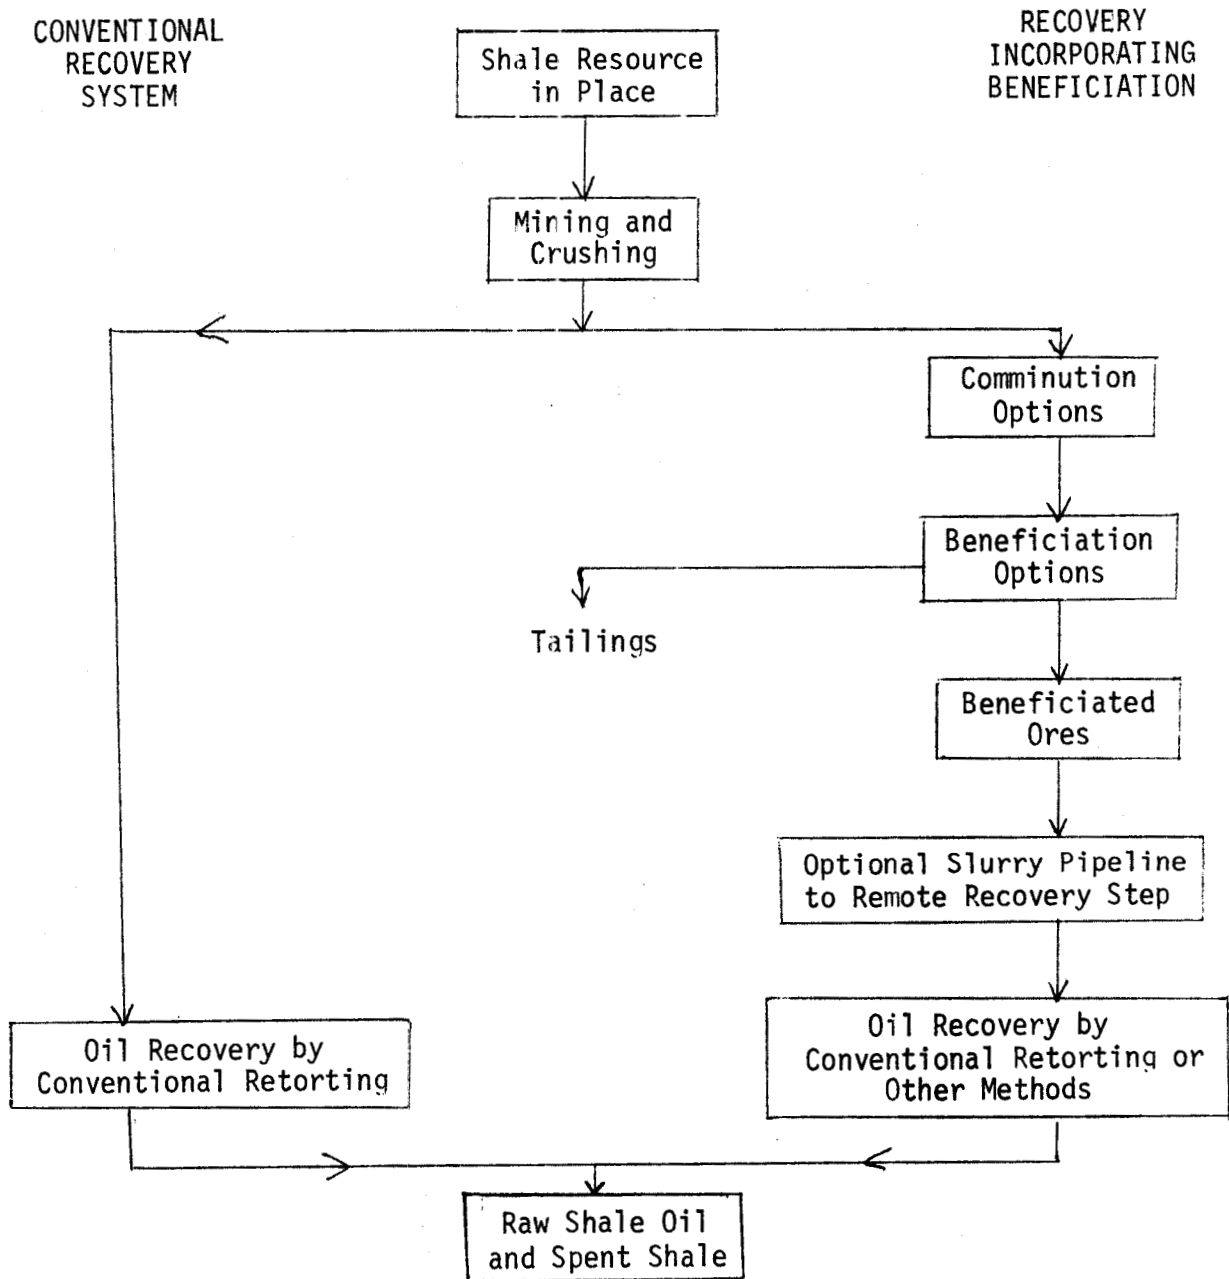 CONVENTIONAL
RECOVERY
SYSTEM
Shale Resource
in Place
RECOVERY
INCORPORATING
BENEFICIATION
Mining and
Crushing
Comminution
Options
Beneficiation
Options
Tailings
Beneficiated
Ores
Optional Slurry Pipeline
to Remote Recovery Step
Oil Recovery by
Conventional Retorting
Oil Recovery by
Conventional Retorting or
Other Methods
Raw Shale Oil
and Spent Shale